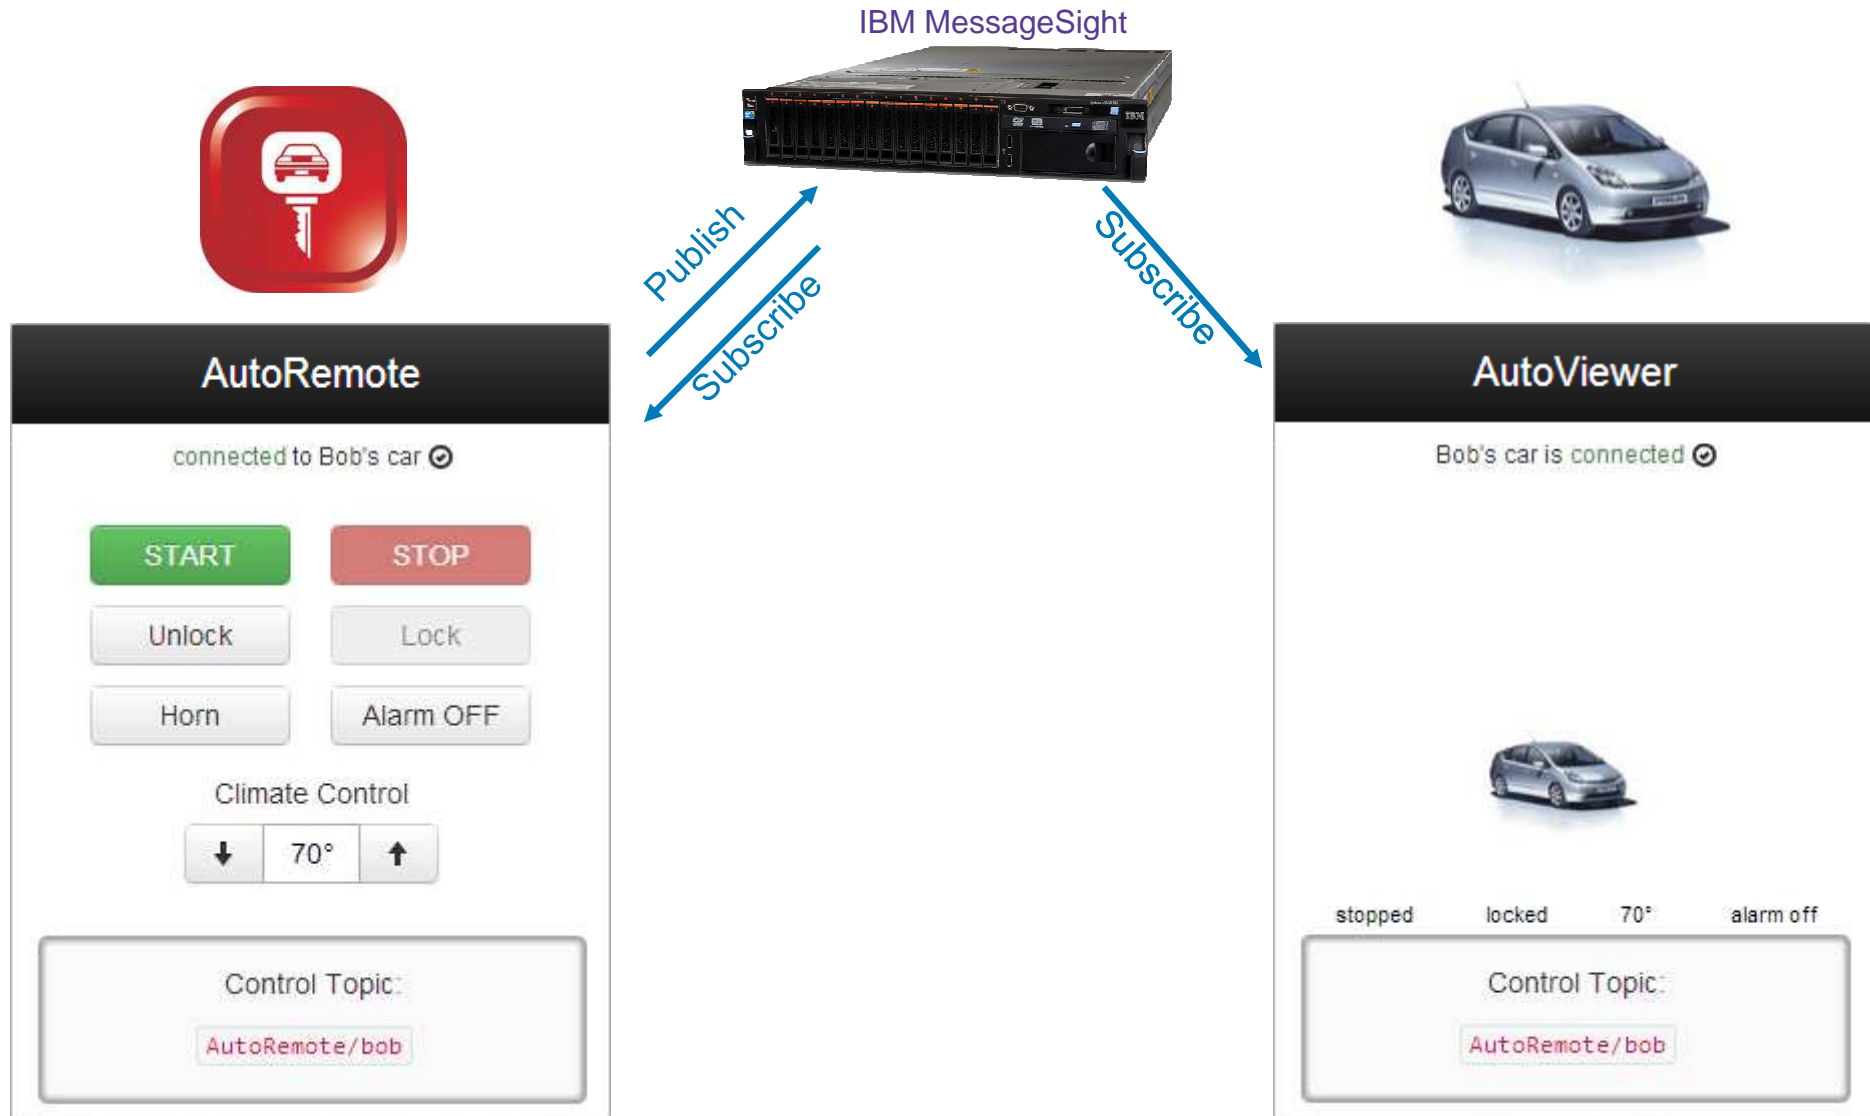 IBM MessageSight
IBM
Publish
Subscribe
Subscribe
AutoRemote
connected to Bob's car
START
STOP
Unlock
Lock
Horn
Alarm OFF
Climate Control
70°
Control Topic:
AutoRemote/bob
AutoViewer
Bob's car is connected
stopped
locked
70°
alarm off
Control Topic:
AutoRemote/bob